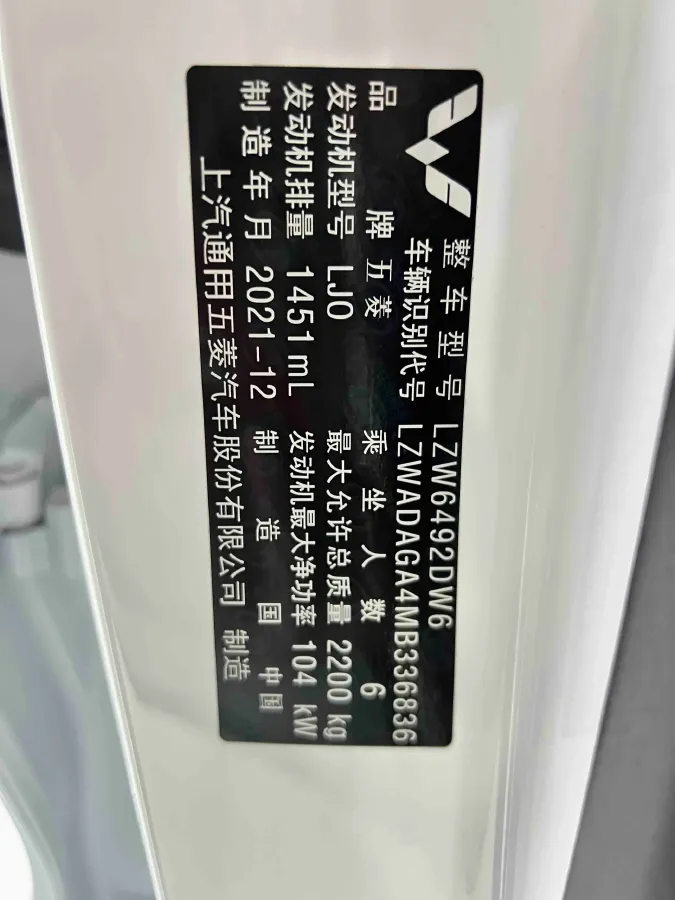 整车型号 LZW6492DW6
车辆识别代号 LZWADAGA4MB336836
品牌 五菱 乘坐人数 6
发动机型号 LJO 最大允许总质量 2200 kg
发动机排量 1451 mL 发动机最大净功率 104 kW
制造年月 2021-12 制造国 中国
上汽通用五菱汽车股份有限公司 制造